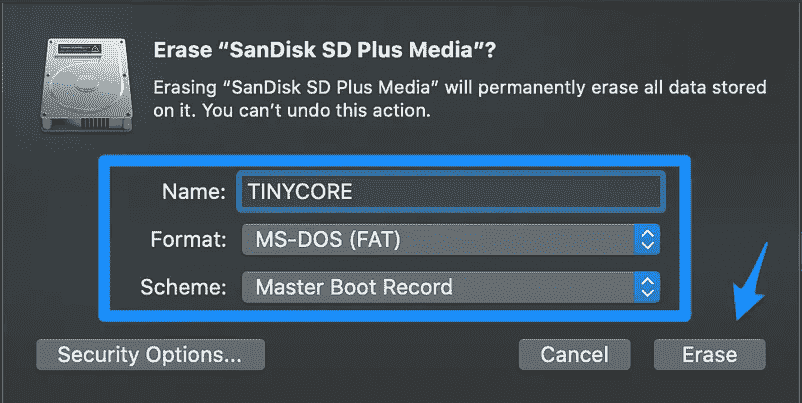 Erase “SanDisk SD Plus Media”?
Erasing “SanDisk SD Plus Media” will permanently erase all data stored
on it. You can’t undo this action.
Name: TINYCORE
Format: MS-DOS (FAT)
Scheme: Master Boot Record
Security Options... Cancel Erase